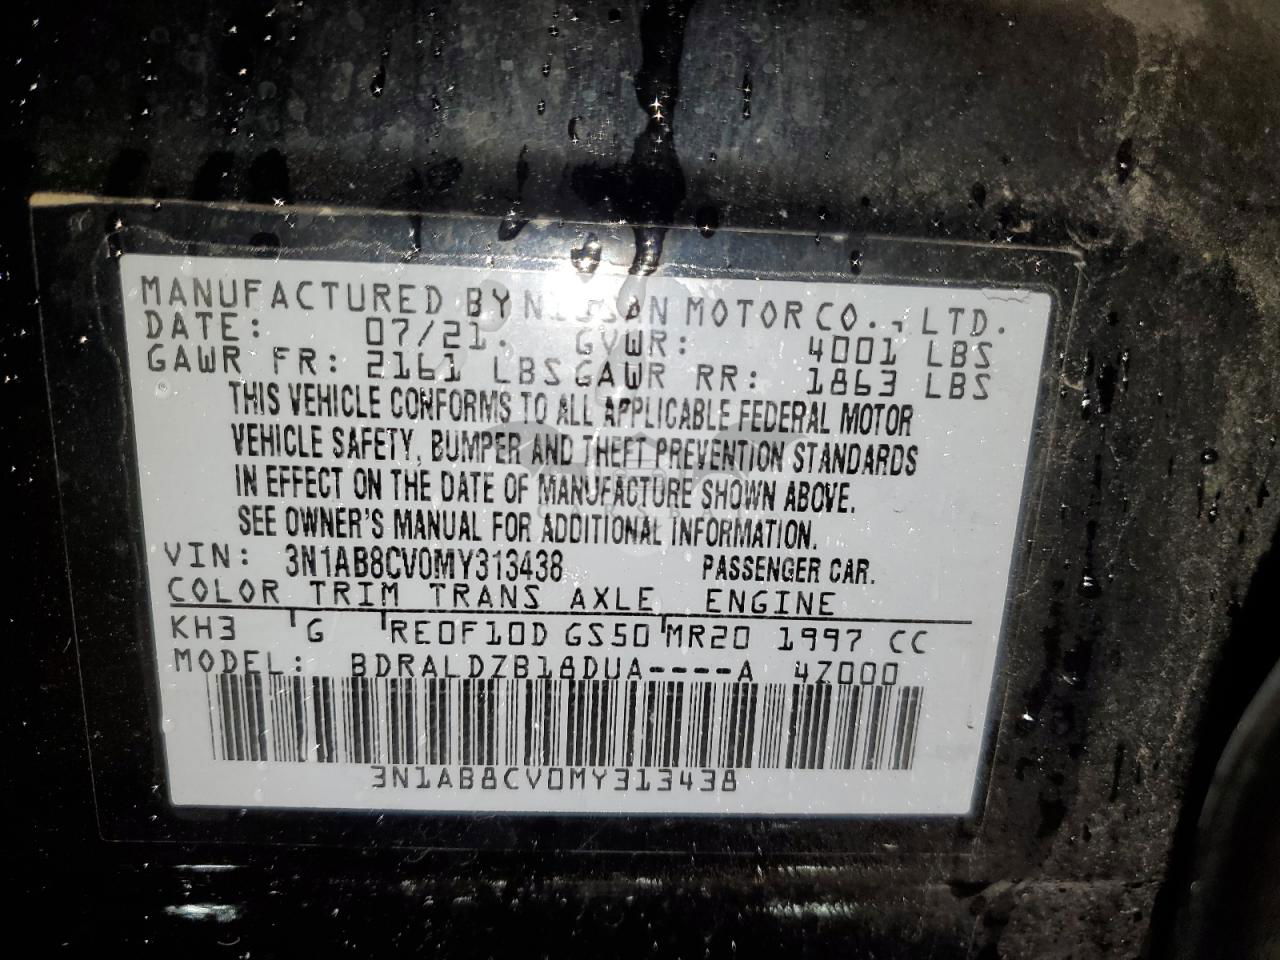 MANUFACTURED BY NISSAN MOTOR CO., LTD.
DATE: 07/21. GVWR: 4001 LBS
GAWR FR: 2161 LBS GAWR RR: 1863 LBS
THIS VEHICLE CONFORMS TO ALL APPLICABLE FEDERAL MOTOR
VEHICLE SAFETY, BUMPER AND THEFT PREVENTION STANDARDS
IN EFFECT ON THE DATE OF MANUFACTURE SHOWN ABOVE.
SEE OWNER'S MANUAL FOR ADDITIONAL INFORMATION.
VIN: 3N1AB8CV0MY313438 PASSENGER CAR.
COLOR TRIM TRANS AXLE ENGINE
KH3 G RE0F10D GS50 MR20 1997 CC
MODEL: BDRALDZB18DUA----A 4Z000
3N1AB8CV0MY313438